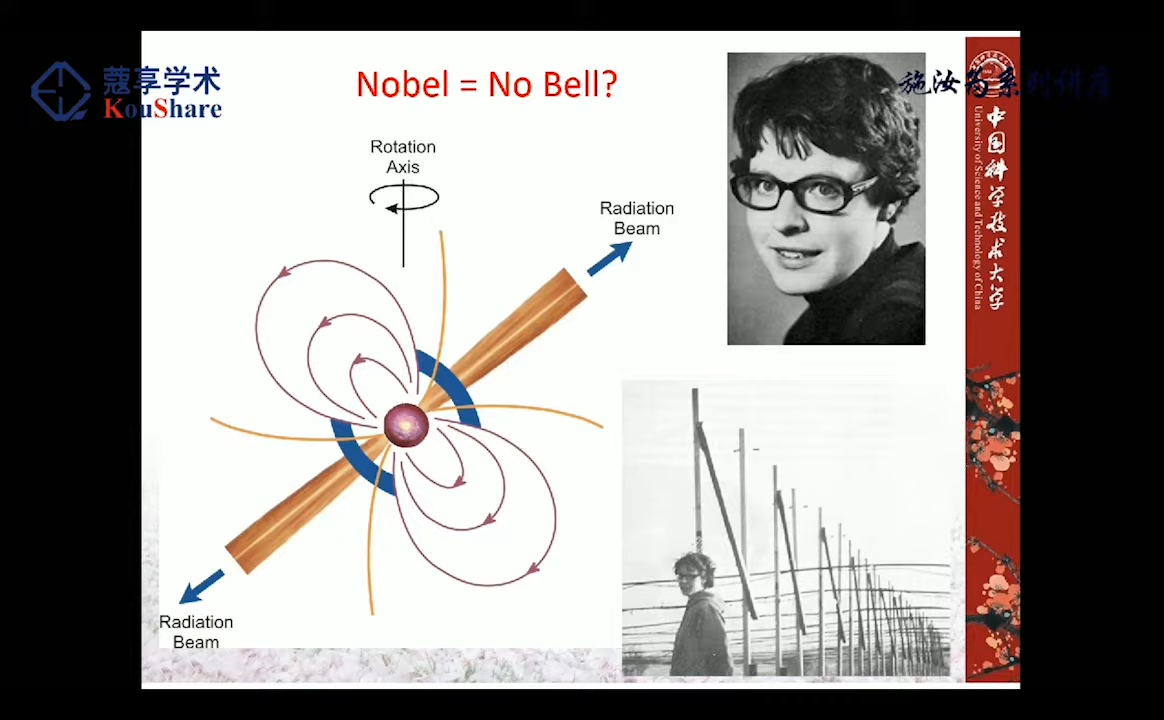 蔻享学术
KouShare
Nobel = No Bell?
施汝为系列讲座
中国科学技术大学
University of Science and Technology of China
Rotation
Axis
Radiation
Beam
Radiation
Beam